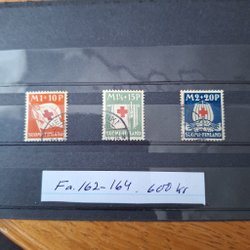 M1+10P
SUOMI-FINLAND
M1½+15P
SUOMI-FINLAND
M2+20P
SUOMI-FINLAND
Fa. 162-164. 600 kr